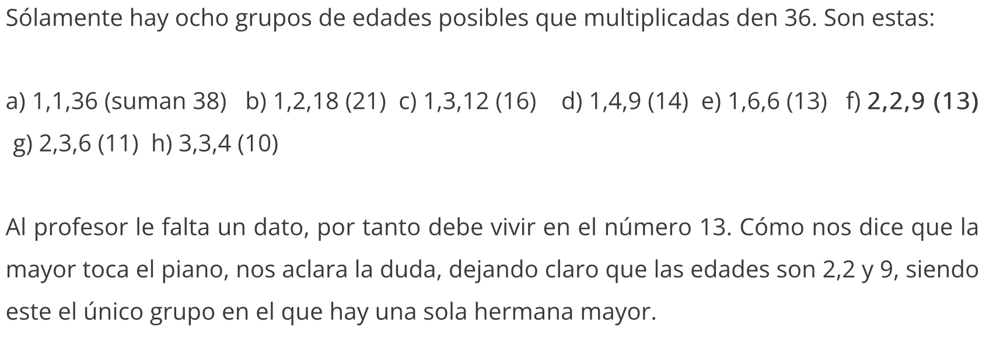 Sólamente hay ocho grupos de edades posibles que multiplicadas den 36. Son estas:
a) 1,1,36 (suman 38) b) 1,2,18 (21) c) 1,3,12 (16) d) 1,4,9 (14) e) 1,6,6 (13) f) 2,2,9 (13)
g) 2,3,6 (11) h) 3,3,4 (10)
Al profesor le falta un dato, por tanto debe vivir en el número 13. Cómo nos dice que la
mayor toca el piano, nos aclara la duda, dejando claro que las edades son 2,2 y 9, siendo
este el único grupo en el que hay una sola hermana mayor.